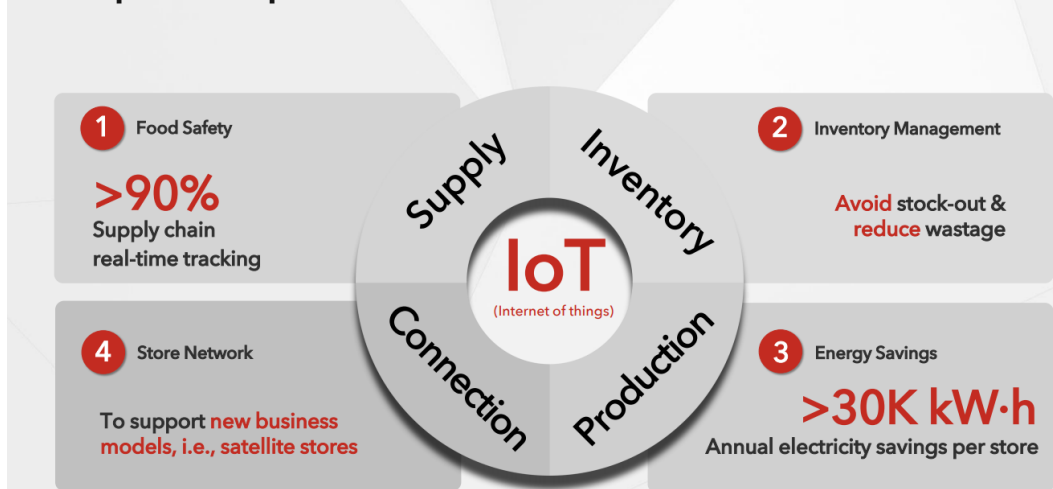 1 Food Safety
>90%
Supply chain
real-time tracking
2 Inventory Management
Avoid stock-out &
reduce wastage
Supply
Inventory
IoT
(Internet of things)
Connection
Production
4 Store Network
To support new business
models, i.e., satellite stores
3 Energy Savings
>30K kW·h
Annual electricity savings per store